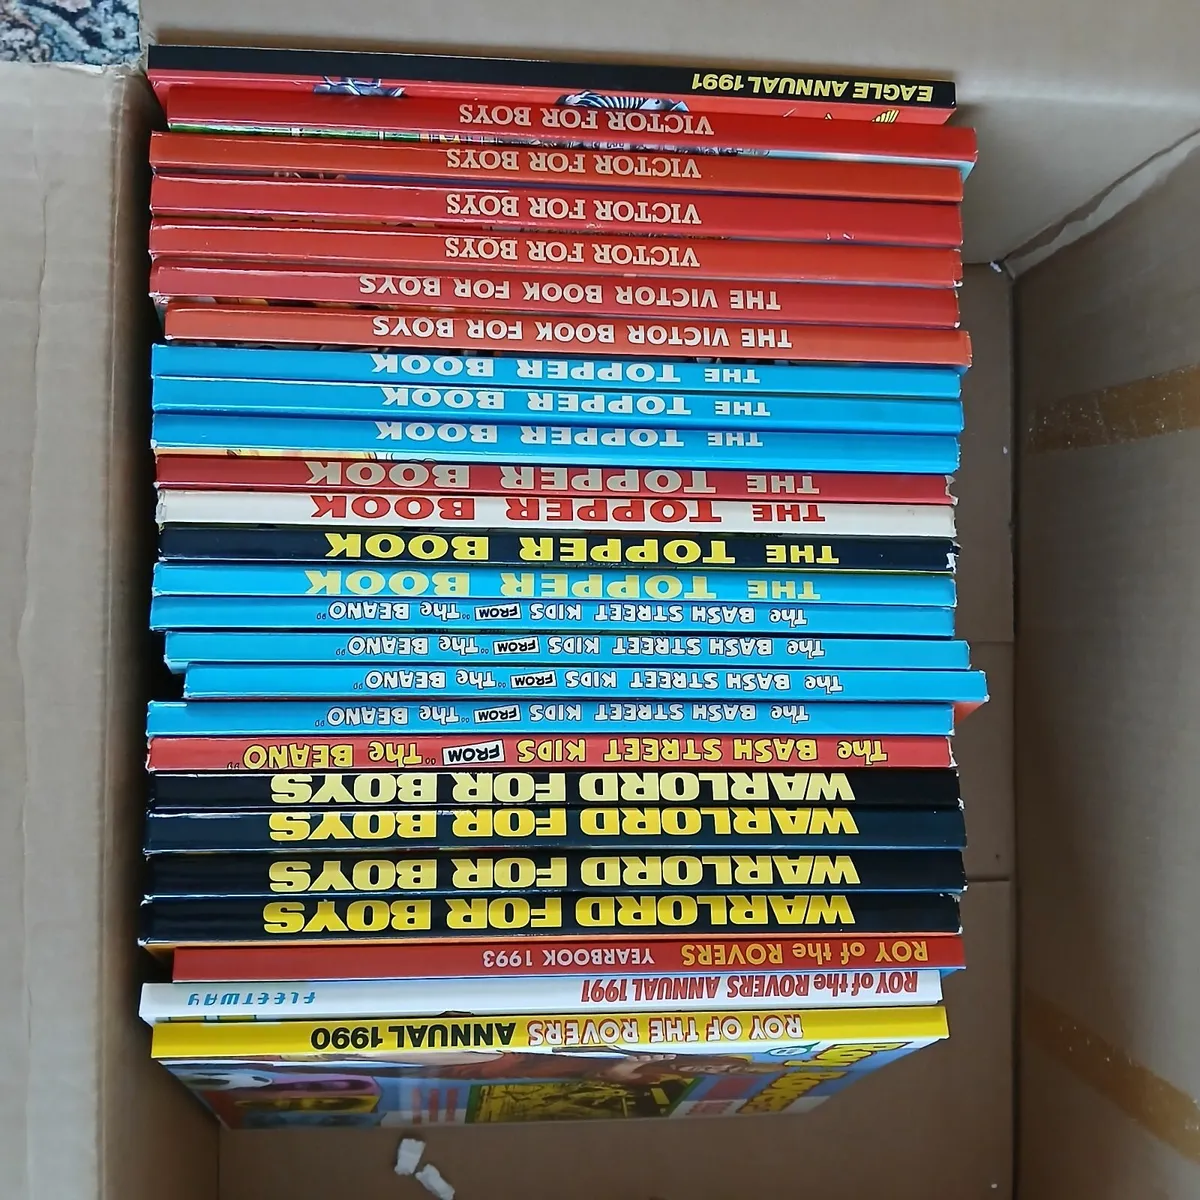 EAGLE ANNUAL 1991
VICTOR FOR BOYS
VICTOR FOR BOYS
VICTOR FOR BOYS
VICTOR FOR BOYS
THE VICTOR BOOK FOR BOYS
THE VICTOR BOOK FOR BOYS
THE TOPPER BOOK
THE TOPPER BOOK
THE TOPPER BOOK
THE TOPPER BOOK
THE TOPPER BOOK
THE TOPPER BOOK
THE TOPPER BOOK
The BASH STREET KIDS FROM "The BEANO"
The BASH STREET KIDS FROM "The BEANO"
The BASH STREET KIDS FROM "The BEANO"
The BASH STREET KIDS FROM "The BEANO"
The BASH STREET KIDS FROM "The BEANO"
WARLORD FOR BOYS
WARLORD FOR BOYS
WARLORD FOR BOYS
WARLORD FOR BOYS
ROY of the ROVERS YEARBOOK 1993
ROY of the ROVERS ANNUAL 1991 FLEETWAY
ROY OF THE ROVERS ANNUAL 1990